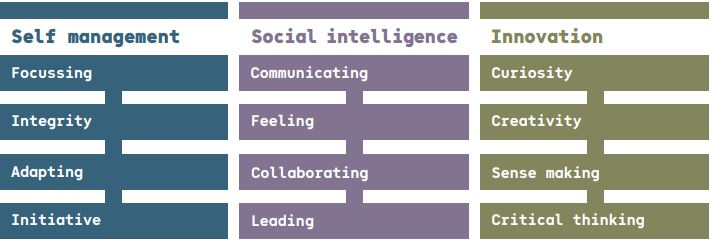 Self management
Focussing
Integrity
Adapting
Initiative
Social intelligence
Communicating
Feeling
Collaborating
Leading
Innovation
Curiosity
Creativity
Sense making
Critical thinking